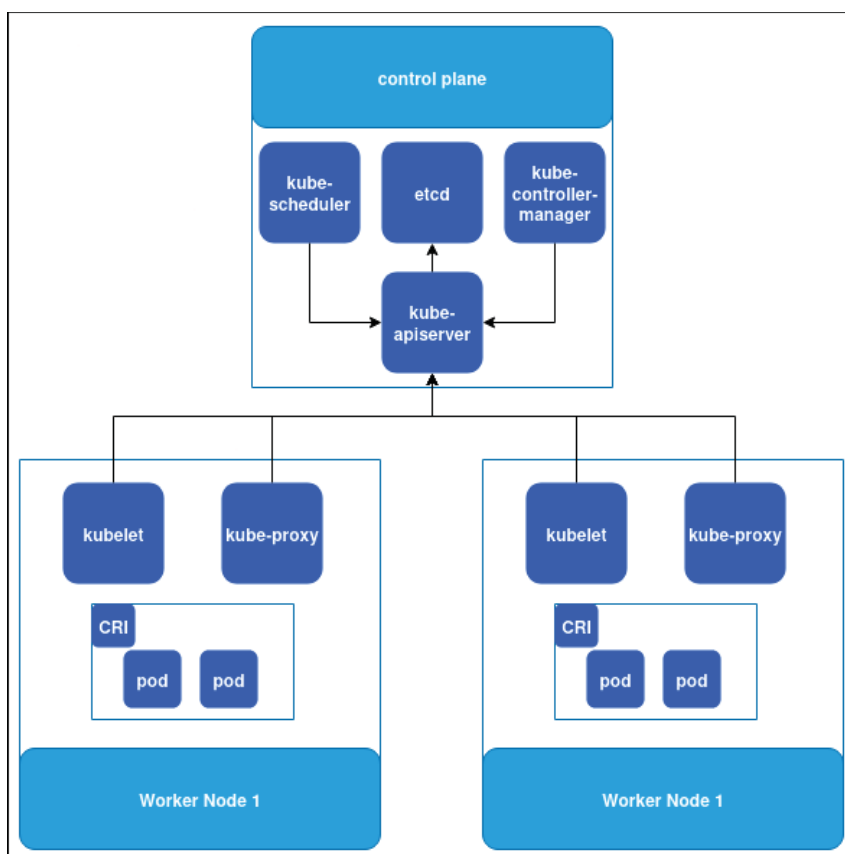 control plane
kube-
scheduler
etcd
kube-
controller-
manager
kube-
apiserver
kubelet
kube-proxy
kubelet
kube-proxy
CRI
pod
pod
CRI
pod
pod
Worker Node 1
Worker Node 1